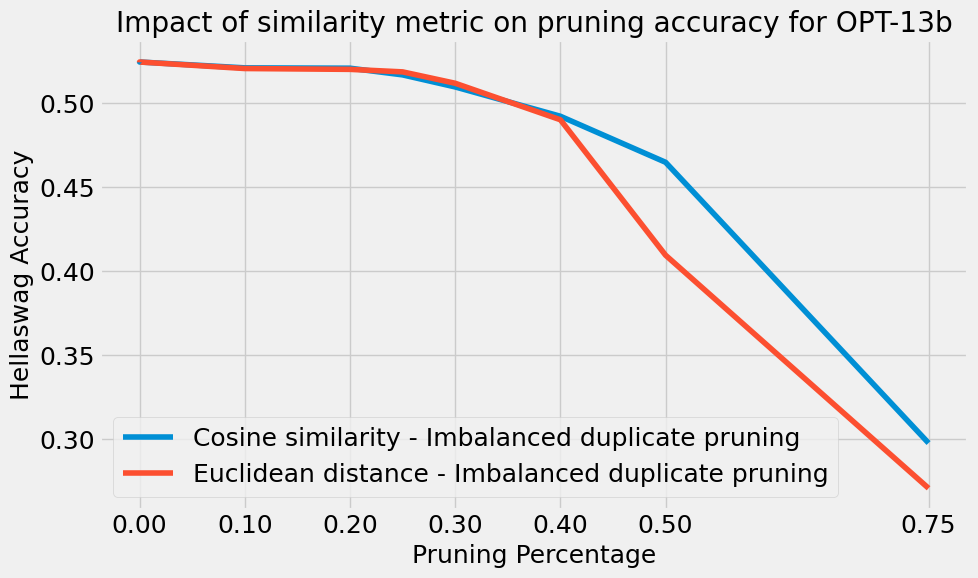 Impact of similarity metric on pruning accuracy for OPT-13b
Hellaswag Accuracy
0.50
0.45
0.40
0.35
0.30
Cosine similarity - Imbalanced duplicate pruning
Euclidean distance - Imbalanced duplicate pruning
0.00 0.10 0.20 0.30 0.40 0.50 0.75
Pruning Percentage